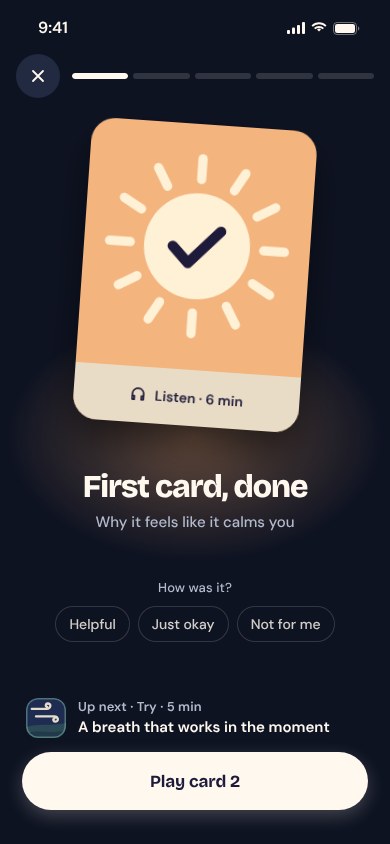 9:41
Listen · 6 min
First card, done
Why it feels like it calms you
How was it?
Helpful
Just okay
Not for me
Up next · Try · 5 min
A breath that works in the moment
Play card 2